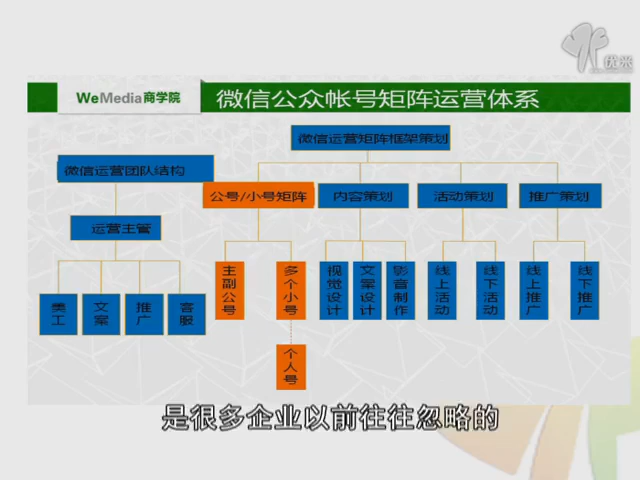 优米
WeMedia商学院
微信公众帐号矩阵运营体系
微信运营矩阵框架策划
微信运营团队结构
公号/小号矩阵
内容策划
活动策划
推广策划
运营主管
主副公号
多个小号
视觉设计
文案设计
影音制作
线上活动
线下活动
线上推广
线下推广
美工
文案
推广
客服
个人号
是很多企业以前往往忽略的